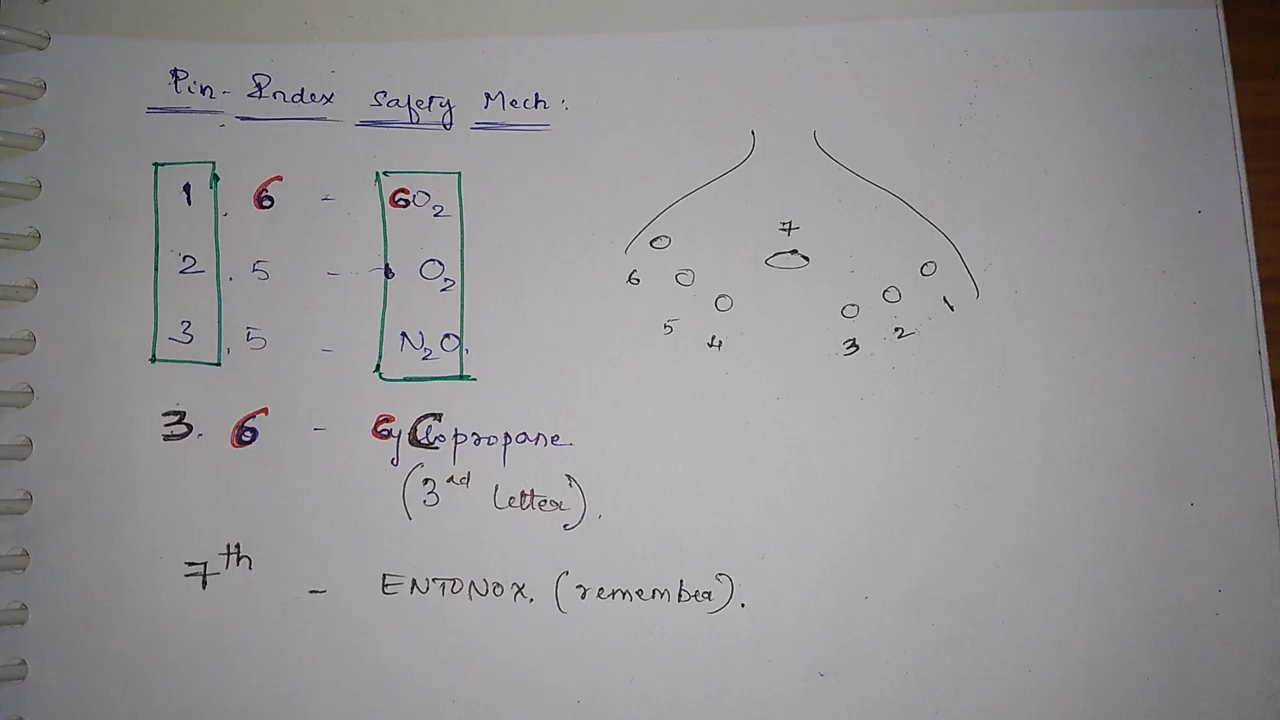 Pin-Index Safety Mech:
1. 6 - CO₂
2. 5 - O₂
3. 5 - N₂O.
3. 6 - CyClopropane.
(3rd letter).
7th - ENTONOX. (remember).
7
6
5
4
3
2
1